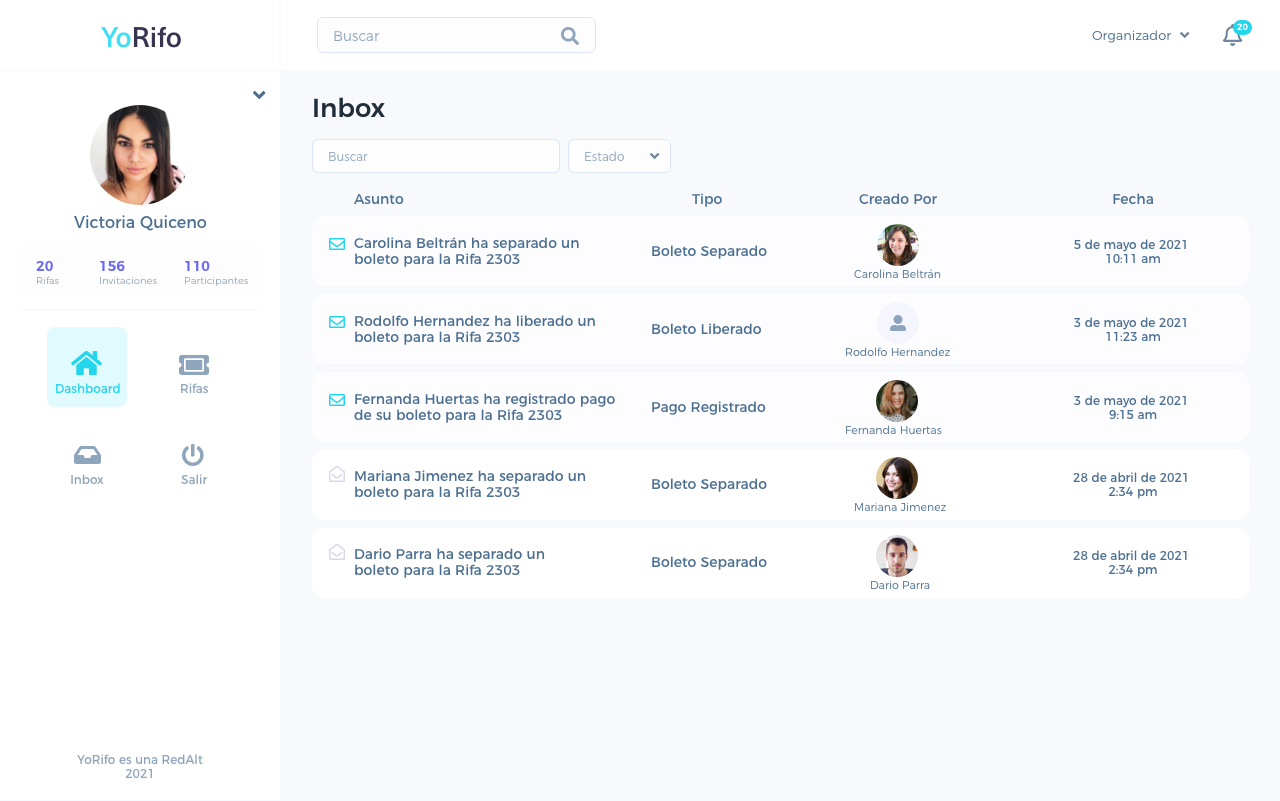 YoRifo
Buscar
Organizador
20
Victoria Quiceno
20 156 110
Rifas Invitaciones Participantes
Dashboard
Rifas
Inbox
Salir
YoRifo es una RedAlt
2021
Inbox
Buscar
Estado
Asunto Tipo Creado Por Fecha
Carolina Beltrán ha separado un
boleto para la Rifa 2303
Boleto Separado
Carolina Beltrán
5 de mayo de 2021
10:11 am
Rodolfo Hernandez ha liberado un
boleto para la Rifa 2303
Boleto Liberado
Rodolfo Hernandez
3 de mayo de 2021
11:23 am
Fernanda Huertas ha registrado pago
de su boleto para la Rifa 2303
Pago Registrado
Fernanda Huertas
3 de mayo de 2021
9:15 am
Mariana Jimenez ha separado un
boleto para la Rifa 2303
Boleto Separado
Mariana Jimenez
28 de abril de 2021
2:34 pm
Dario Parra ha separado un
boleto para la Rifa 2303
Boleto Separado
Dario Parra
28 de abril de 2021
2:34 pm